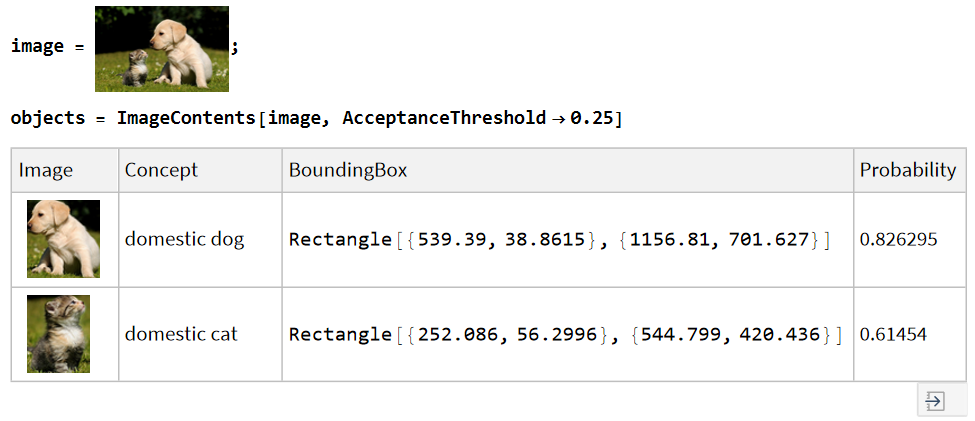 image = ;
objects = ImageContents[image, AcceptanceThreshold → 0.25]
Image Concept BoundingBox Probability
domestic dog Rectangle[{539.39, 38.8615}, {1156.81, 701.627}] 0.826295
domestic cat Rectangle[{252.086, 56.2996}, {544.799, 420.436}] 0.61454